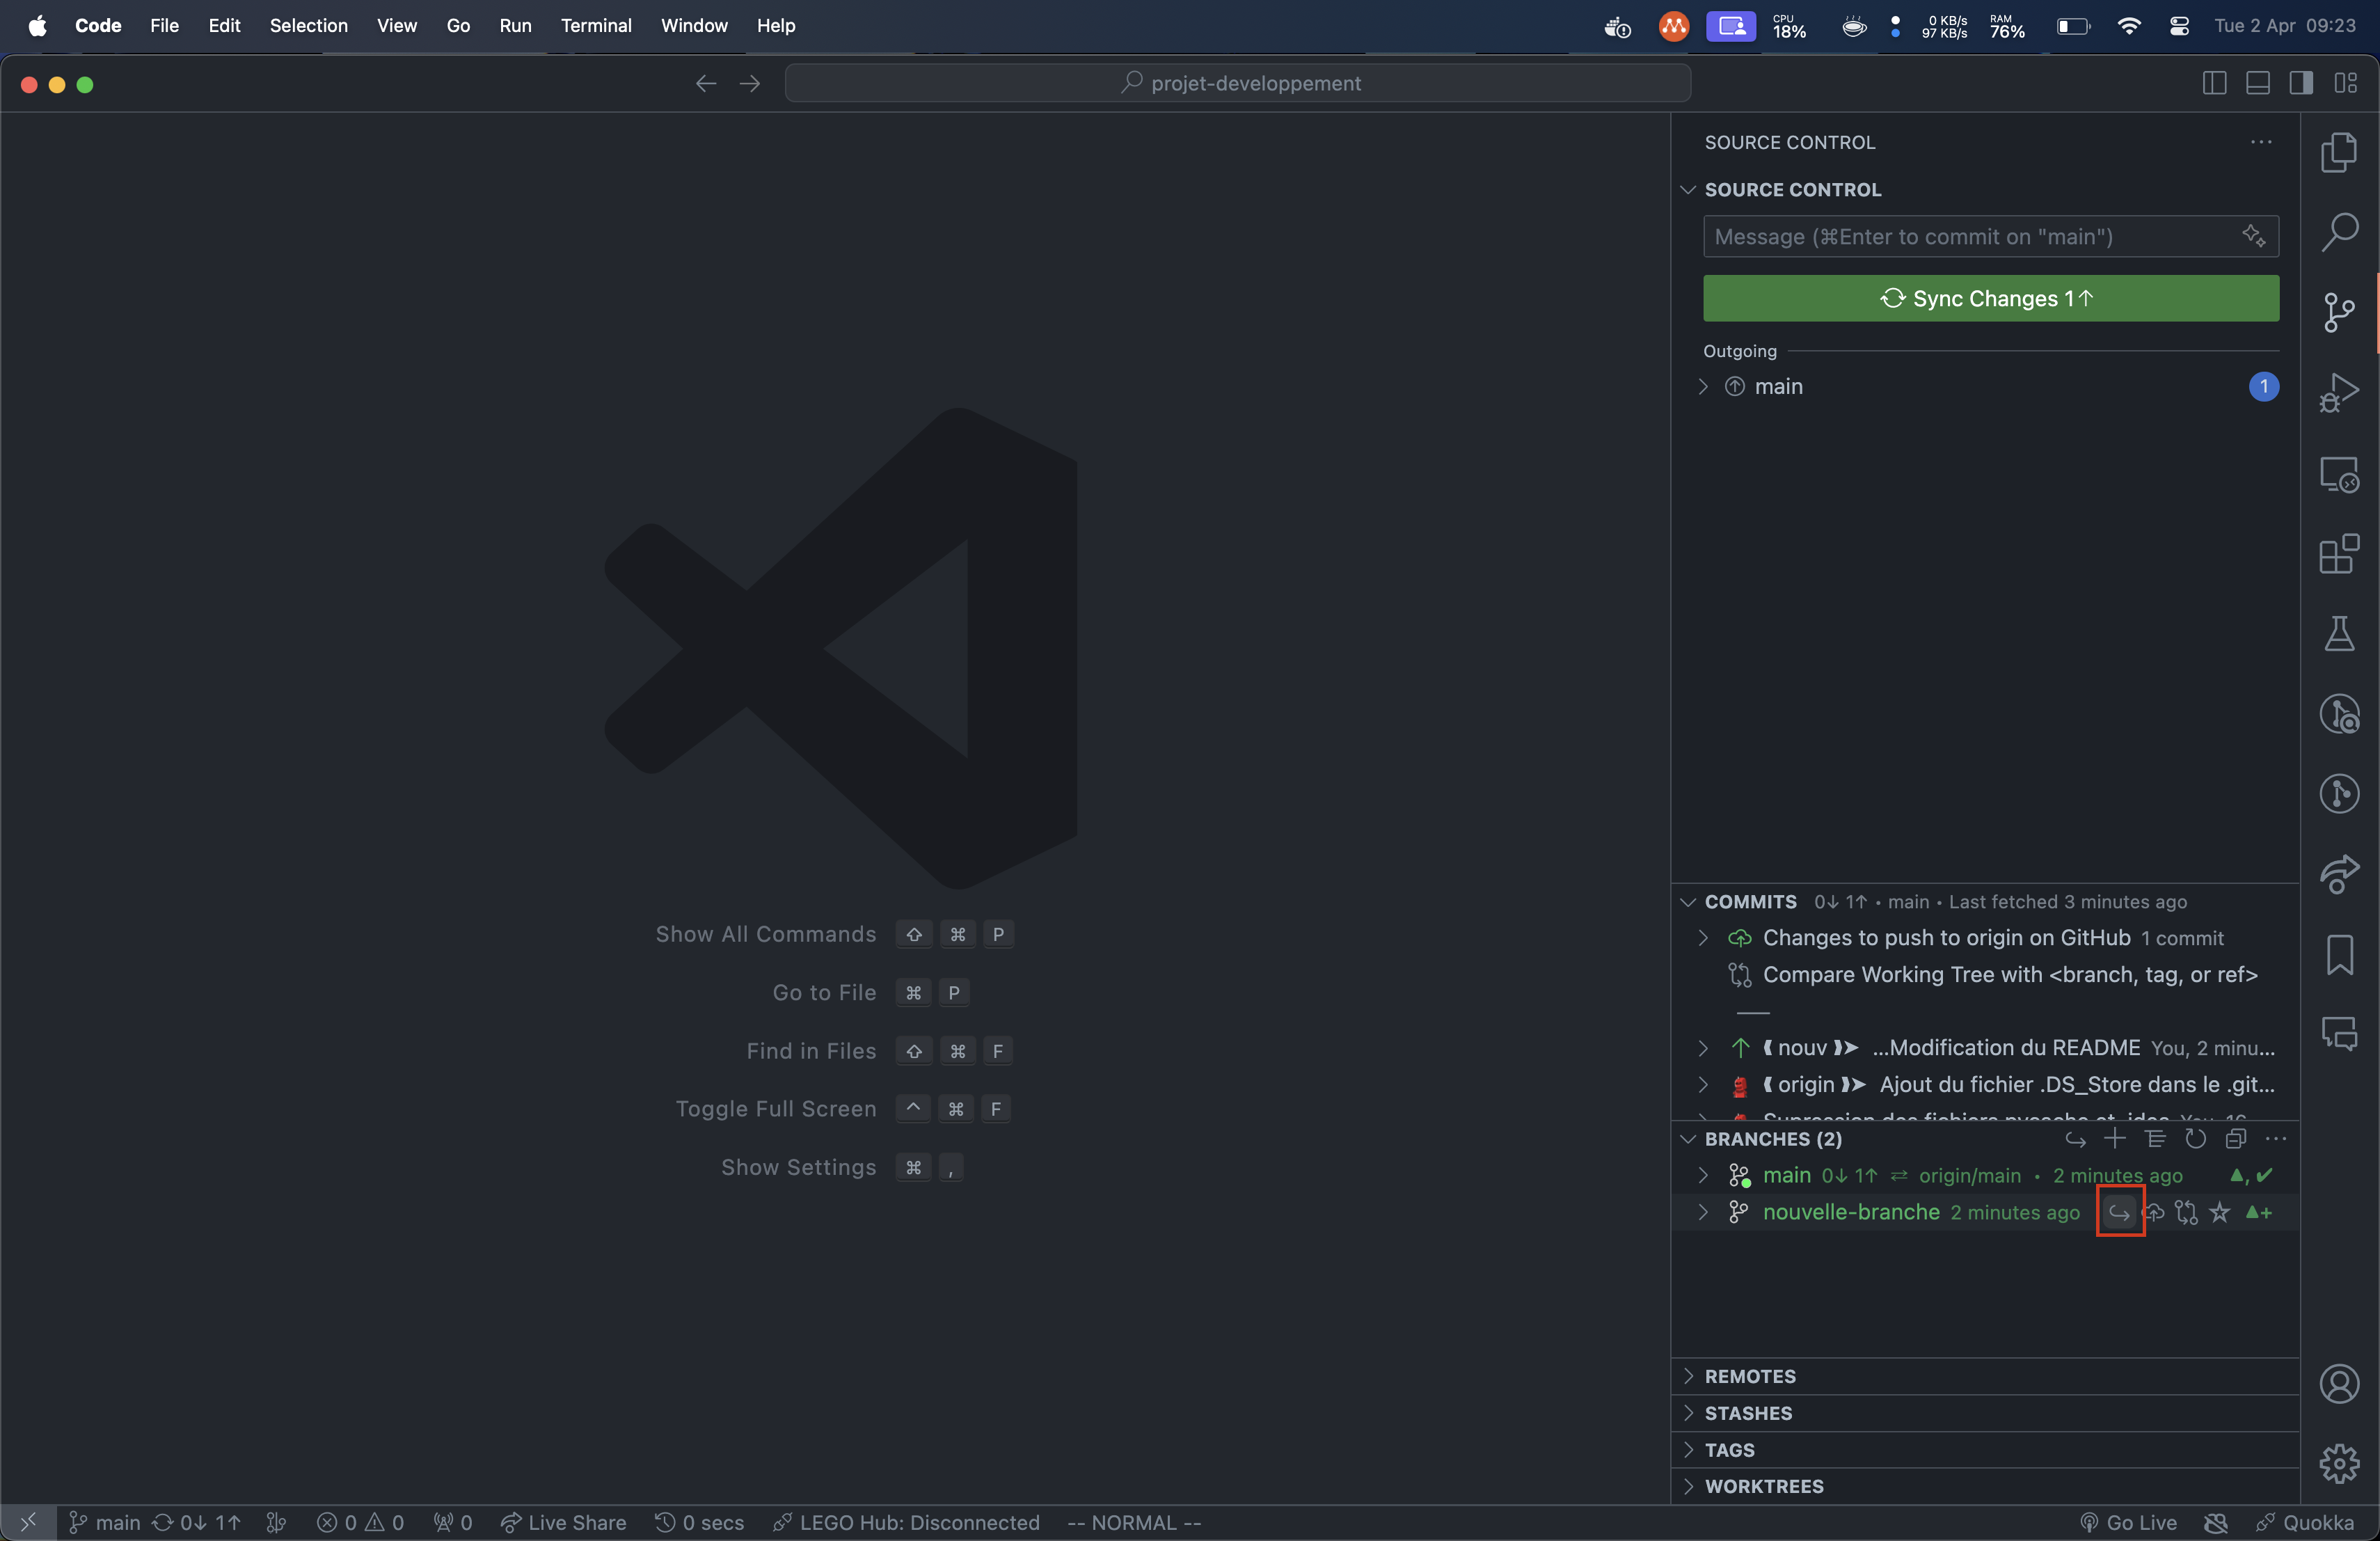 Code File Edit Selection View Go Run Terminal Window Help
CPU 18%
0 KB/s 97 KB/s
RAM 76%
Tue 2 Apr 09:23
projet-developpement
SOURCE CONTROL
SOURCE CONTROL
Message (⌘Enter to commit on "main")
Sync Changes 1↑
Outgoing
main 1
Show All Commands ⇧ ⌘ P
Go to File ⌘ P
Find in Files ⇧ ⌘ F
Toggle Full Screen ^ ⌘ F
Show Settings ⌘ ,
COMMITS 0↓ 1↑ • main • Last fetched 3 minutes ago
Changes to push to origin on GitHub 1 commit
Compare Working Tree with <branch, tag, or ref>
nouv ...Modification du README You, 2 minu...
origin Ajout du fichier .DS_Store dans le .git...
BRANCHES (2)
main 0↓ 1↑ ⇄ origin/main • 2 minutes ago ▲, ✔
nouvelle-branche 2 minutes ago ▲+
REMOTES
STASHES
TAGS
WORKTREES
main 0↓ 1↑ 0 0 0 Live Share 0 secs LEGO Hub: Disconnected -- NORMAL -- Go Live Quokka